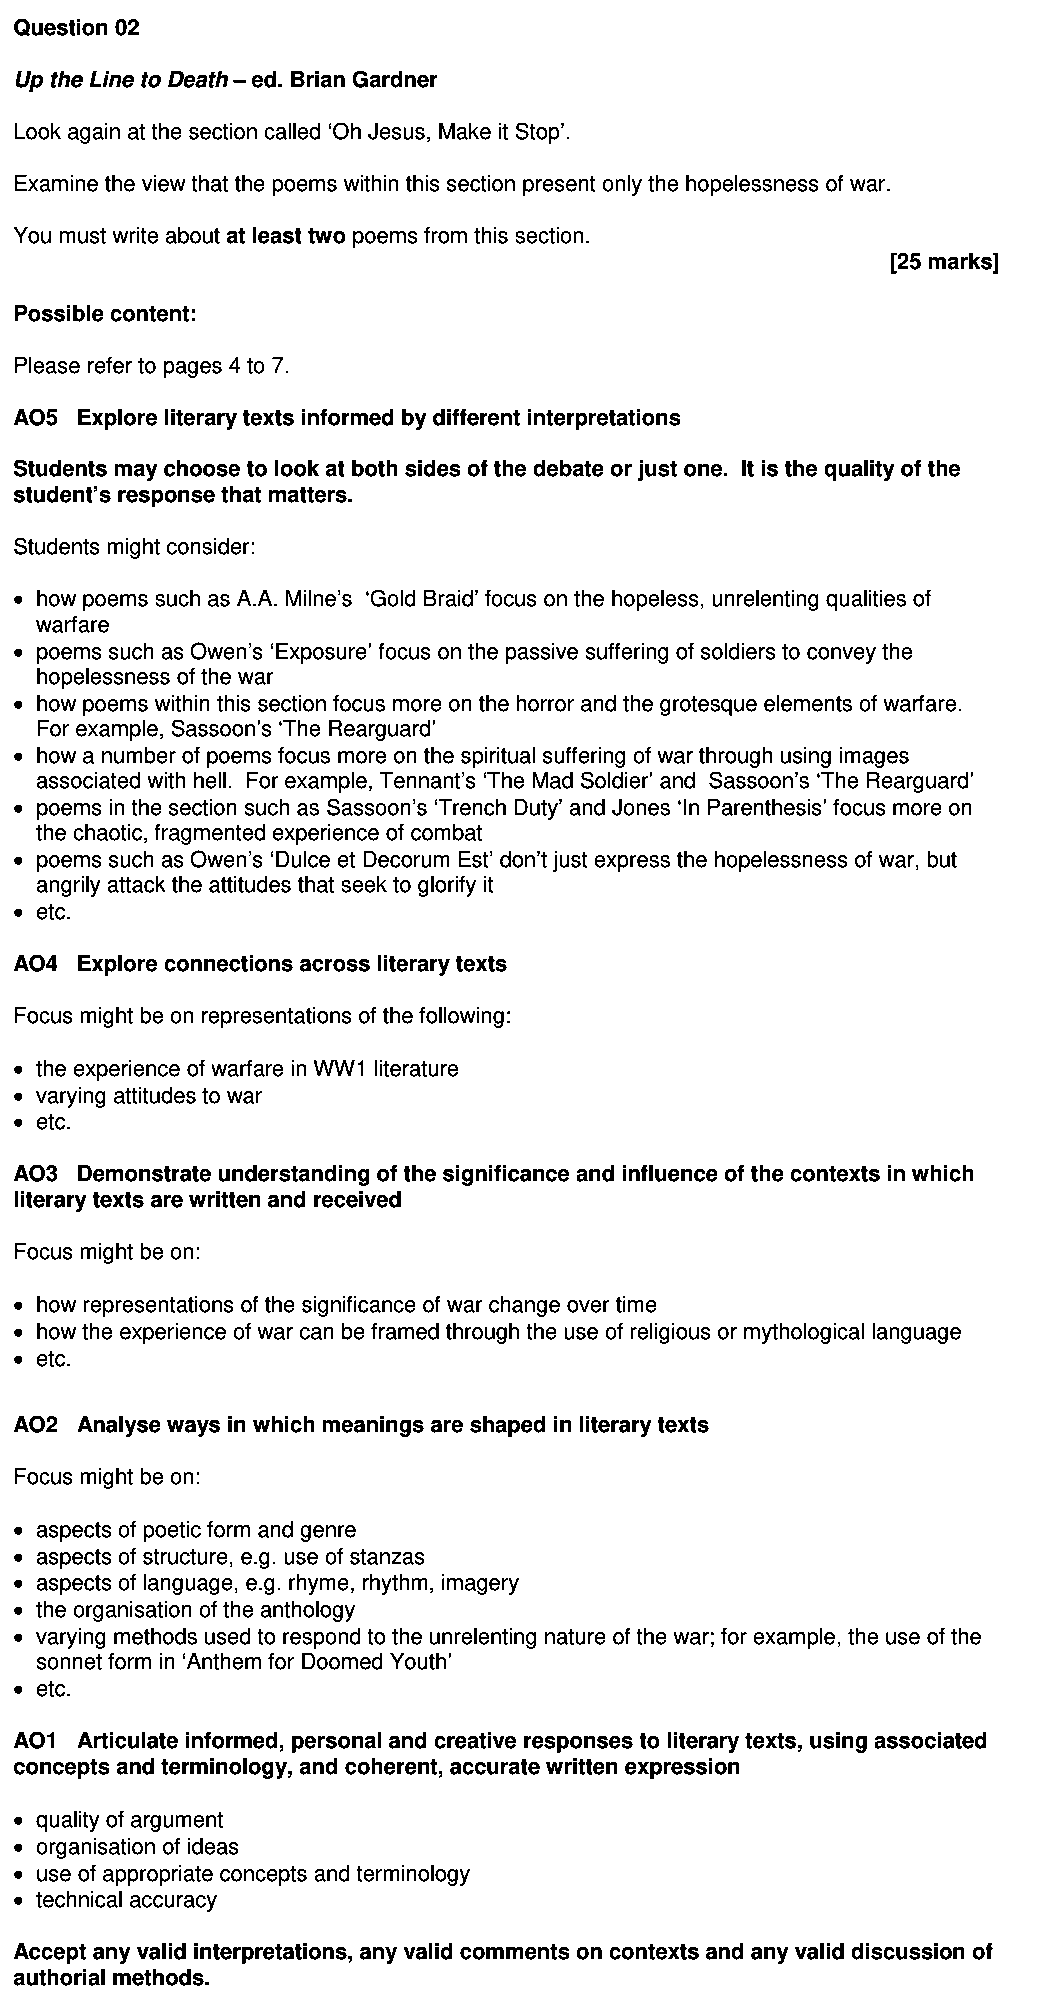 Question 02
Up the Line to Death – ed. Brian Gardner
Look again at the section called ‘Oh Jesus, Make it Stop’.
Examine the view that the poems within this section present only the hopelessness of war.
You must write about at least two poems from this section.
[25 marks]
Possible content:
Please refer to pages 4 to 7.
AO5 Explore literary texts informed by different interpretations
Students may choose to look at both sides of the debate or just one. It is the quality of the
student’s response that matters.
Students might consider:
• how poems such as A.A. Milne’s ‘Gold Braid’ focus on the hopeless, unrelenting qualities of
warfare
• poems such as Owen’s ‘Exposure’ focus on the passive suffering of soldiers to convey the
hopelessness of the war
• how poems within this section focus more on the horror and the grotesque elements of warfare.
For example, Sassoon’s ‘The Rearguard’
• how a number of poems focus more on the spiritual suffering of war through using images
associated with hell. For example, Tennant’s ‘The Mad Soldier’ and Sassoon’s ‘The Rearguard’
• poems in the section such as Sassoon’s ‘Trench Duty’ and Jones ‘In Parenthesis’ focus more on
the chaotic, fragmented experience of combat
• poems such as Owen’s ‘Dulce et Decorum Est’ don’t just express the hopelessness of war, but
angrily attack the attitudes that seek to glorify it
• etc.
AO4 Explore connections across literary texts
Focus might be on representations of the following:
• the experience of warfare in WW1 literature
• varying attitudes to war
• etc.
AO3 Demonstrate understanding of the significance and influence of the contexts in which
literary texts are written and received
Focus might be on:
• how representations of the significance of war change over time
• how the experience of war can be framed through the use of religious or mythological language
• etc.
AO2 Analyse ways in which meanings are shaped in literary texts
Focus might be on:
• aspects of poetic form and genre
• aspects of structure, e.g. use of stanzas
• aspects of language, e.g. rhyme, rhythm, imagery
• the organisation of the anthology
• varying methods used to respond to the unrelenting nature of the war; for example, the use of the
sonnet form in ‘Anthem for Doomed Youth’
• etc.
AO1 Articulate informed, personal and creative responses to literary texts, using associated
concepts and terminology, and coherent, accurate written expression
• quality of argument
• organisation of ideas
• use of appropriate concepts and terminology
• technical accuracy
Accept any valid interpretations, any valid comments on contexts and any valid discussion of
authorial methods.